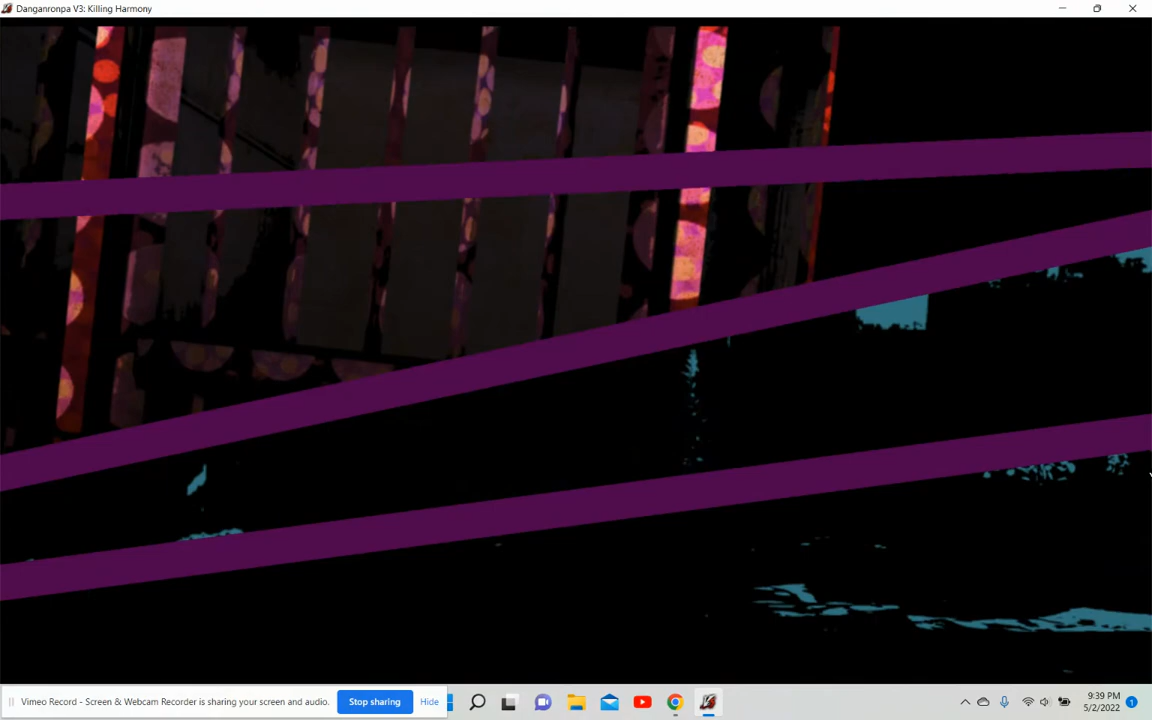 Danganronpa V3: Killing Harmony
Vimeo Record - Screen & Webcam Recorder is sharing your screen and audio.
Stop sharing
Hide
9:39 PM
5/2/2022
1